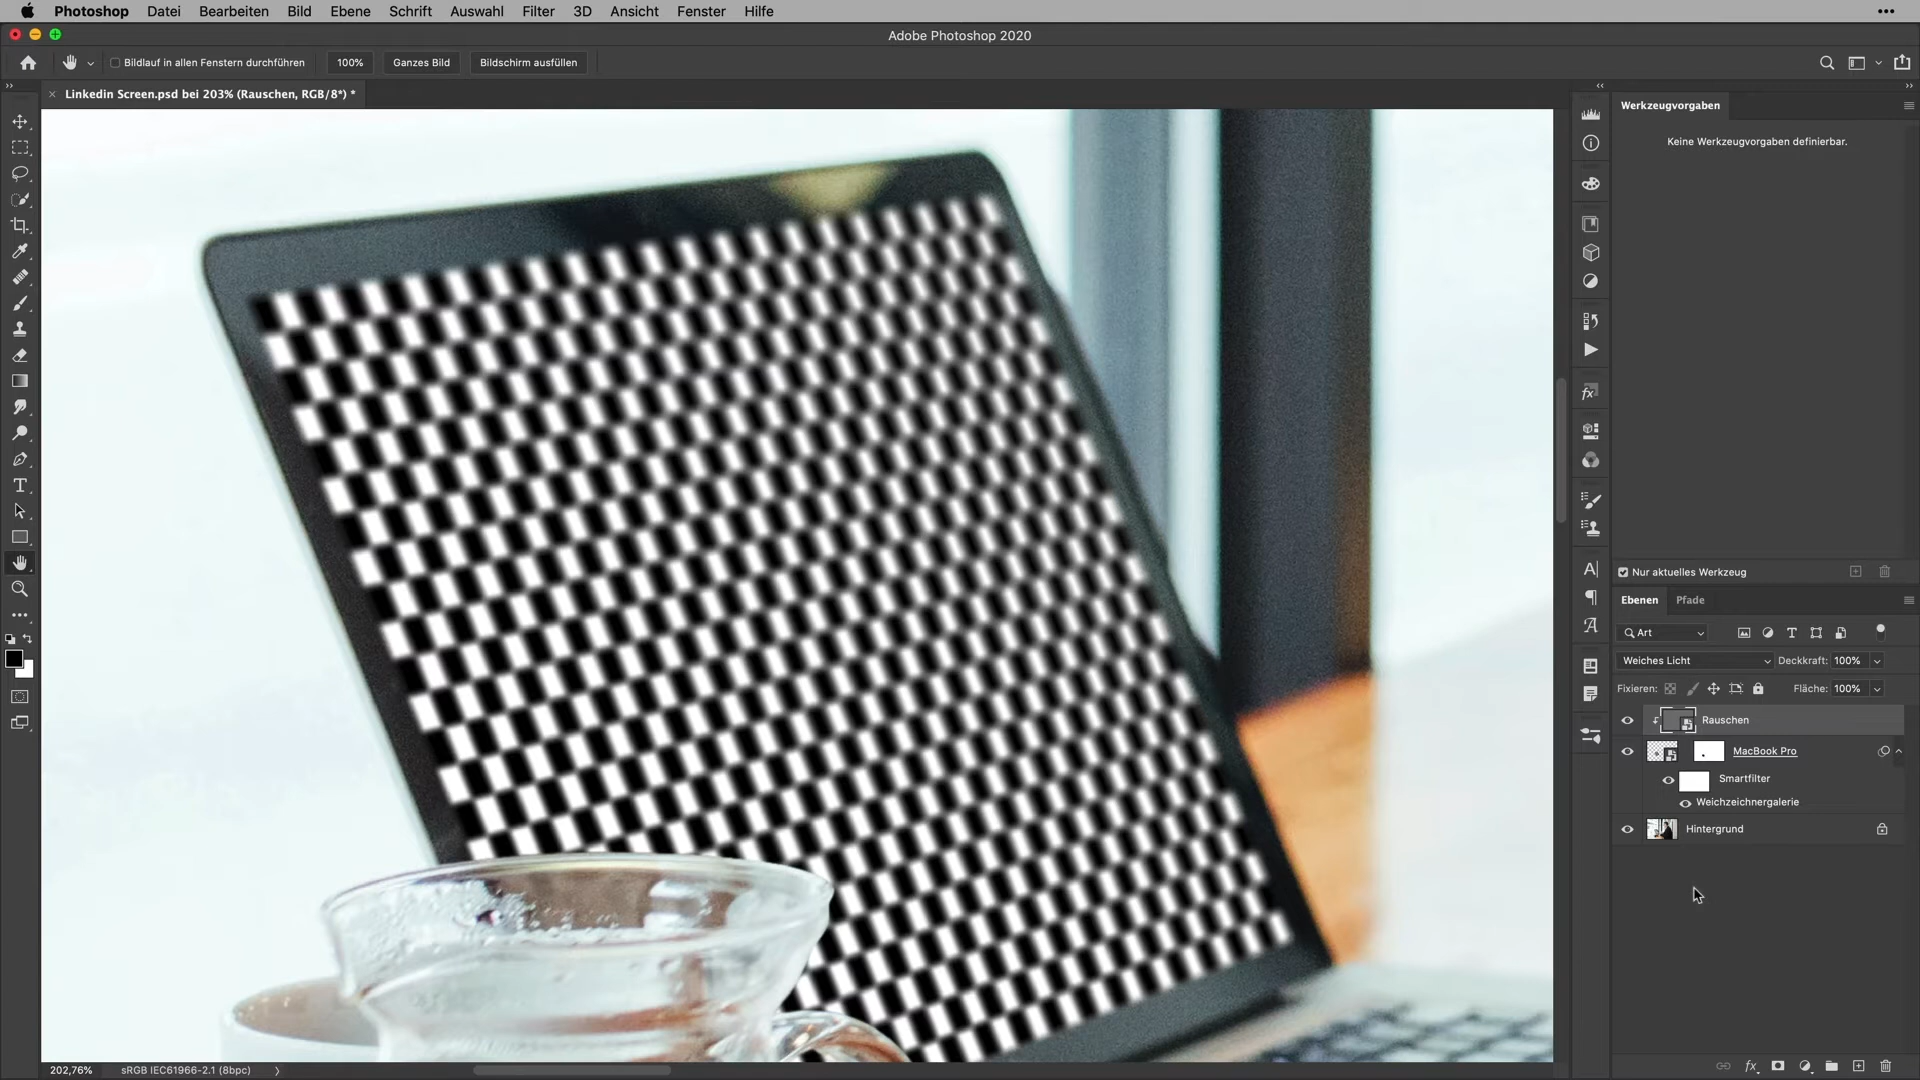 Photoshop Datei Bearbeiten Bild Ebene Schrift Auswahl Filter 3D Ansicht Fenster Hilfe
Adobe Photoshop 2020
Bildlauf in allen Fenstern durchführen 100% Ganzes Bild Bildschirm ausfüllen
Linkedin Screen.psd bei 203% (Rauschen, RGB/8*) *
Werkzeugvorgaben
Keine Werkzeugvorgaben definierbar.
Nur aktuelles Werkzeug
Ebenen Pfade
Art
Weiches Licht Deckkraft: 100%
Fixieren: Fläche: 100%
Rauschen
MacBook Pro
Smartfilter
Weichzeichnergalerie
Hintergrund
202,76% sRGB IEC61966-2.1 (8bpc)